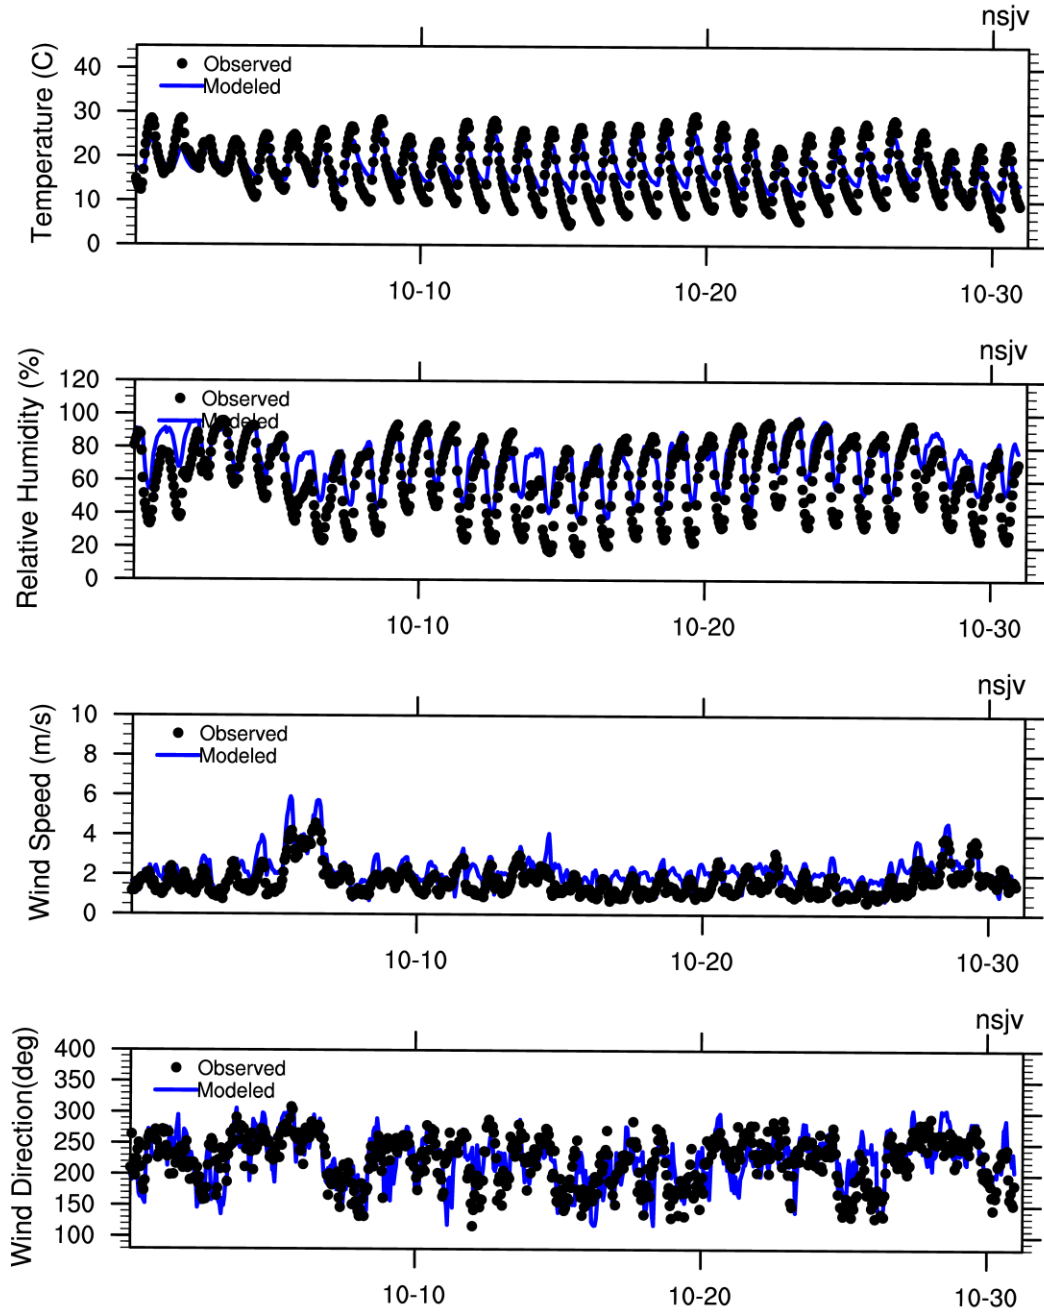 nsjv
Temperature (C)
40
30
20
10
0
Observed
Modeled
10-10
10-20
10-30
nsjv
Relative Humidity (%)
120
100
80
60
40
20
0
Observed
Modeled
10-10
10-20
10-30
nsjv
Wind Speed (m/s)
10
8
6
4
2
0
Observed
Modeled
10-10
10-20
10-30
nsjv
Wind Direction(deg)
400
350
300
250
200
150
100
Observed
Modeled
10-10
10-20
10-30